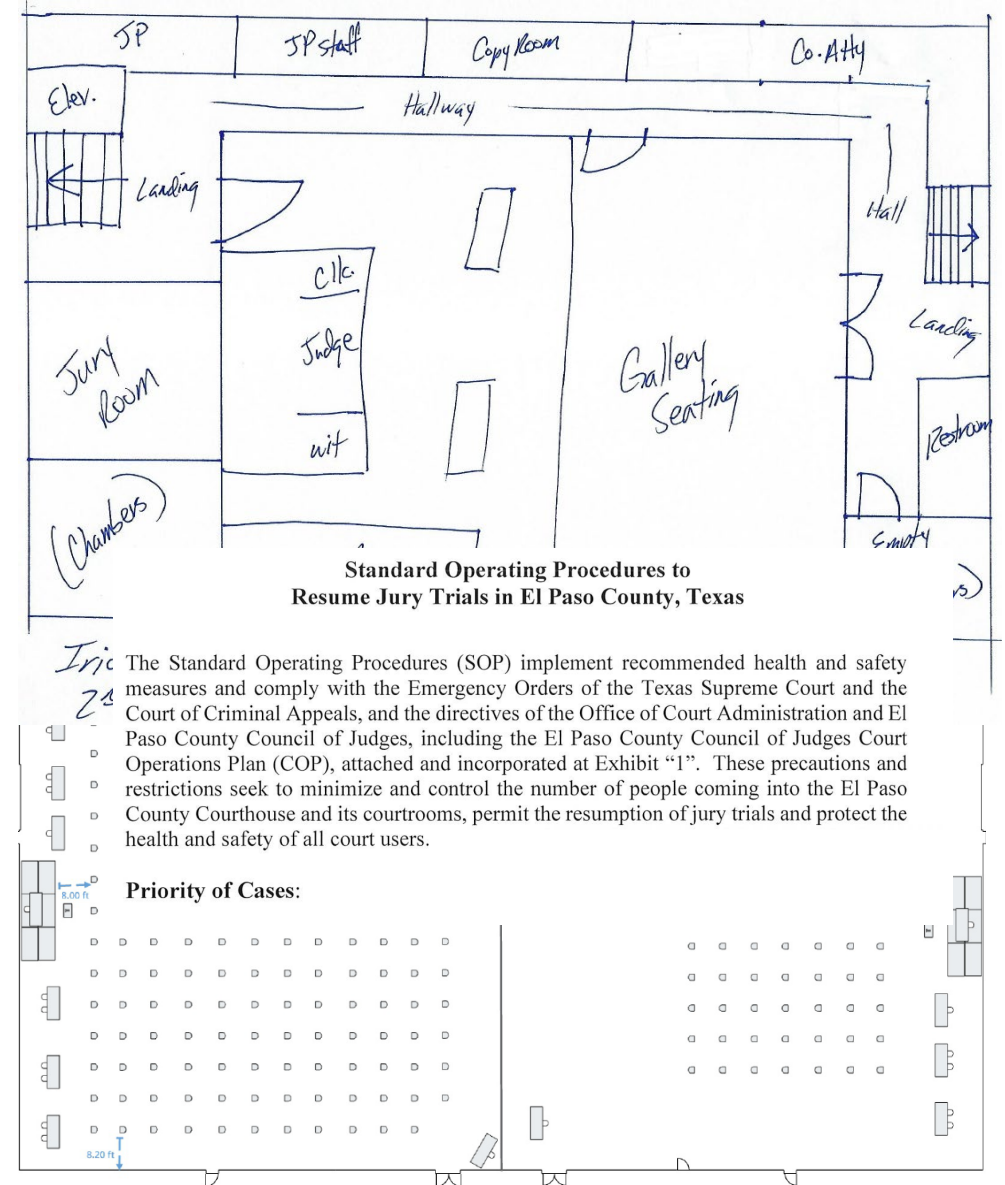 JP
JP Staff
Copy Room
Co. Atty
Elev.
Hallway
Landing
Hall
Clk.
Judge
Landing
Jury
Room
Gallery
Seating
wit
Restroom
(Chambers)
Empty
Standard Operating Procedures to
Resume Jury Trials in El Paso County, Texas
The Standard Operating Procedures (SOP) implement recommended health and safety
measures and comply with the Emergency Orders of the Texas Supreme Court and the
Court of Criminal Appeals, and the directives of the Office of Court Administration and El
Paso County Council of Judges, including the El Paso County Council of Judges Court
Operations Plan (COP), attached and incorporated at Exhibit “1”. These precautions and
restrictions seek to minimize and control the number of people coming into the El Paso
County Courthouse and its courtrooms, permit the resumption of jury trials and protect the
health and safety of all court users.
8.00 ft
Priority of Cases:
8.20 ft